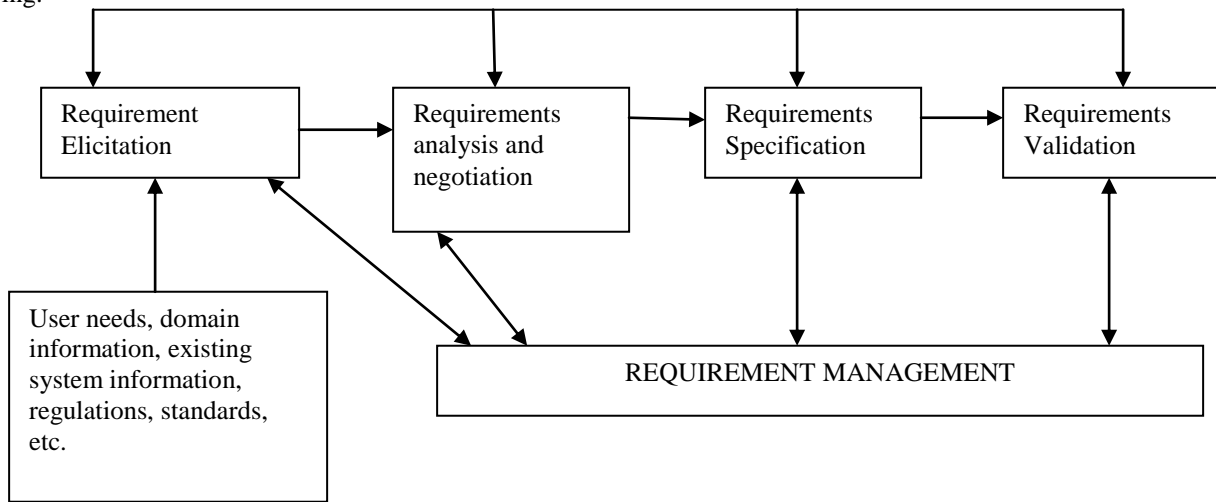 Requirement
Elicitation
Requirements
analysis and
negotiation
Requirements
Specification
Requirements
Validation
User needs, domain
information, existing
system information,
regulations, standards,
etc.
REQUIREMENT MANAGEMENT